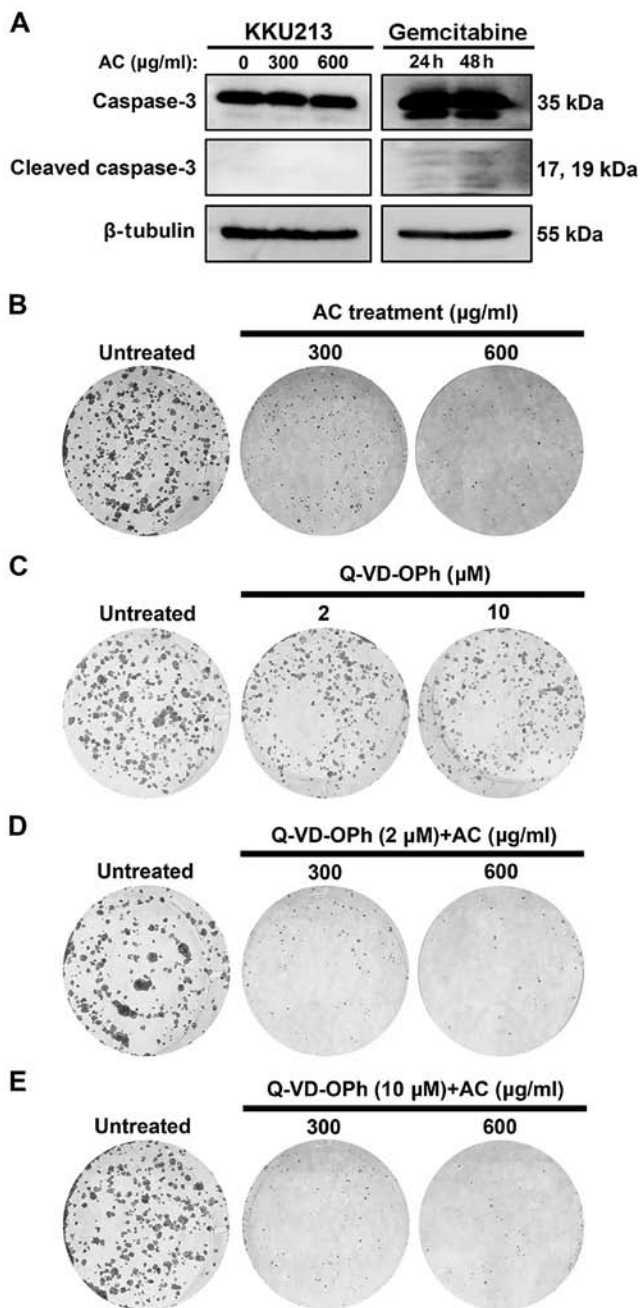 A
KKU213 Gemcitabine
AC (µg/ml): 0 300 600 24 h 48 h
Caspase-3 35 kDa
Cleaved caspase-3 17, 19 kDa
β-tubulin 55 kDa
B
AC treatment (µg/ml)
Untreated 300 600
C
Q-VD-OPh (µM)
Untreated 2 10
D
Q-VD-OPh (2 µM)+AC (µg/ml)
Untreated 300 600
E
Q-VD-OPh (10 µM)+AC (µg/ml)
Untreated 300 600